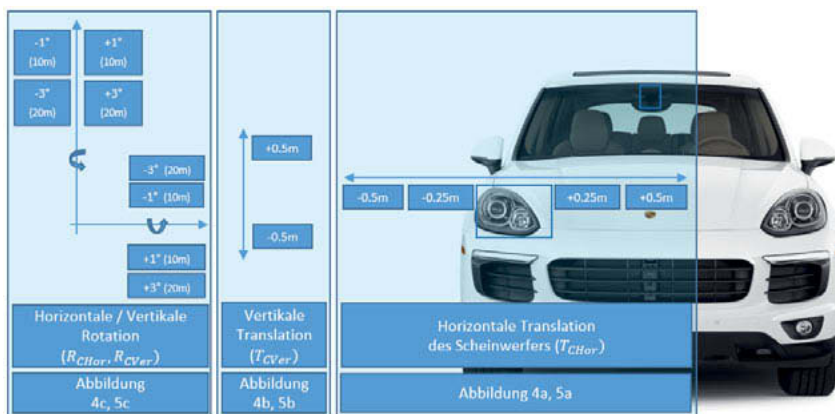 -1°
(10m)
+1°
(10m)
-3°
(20m)
+3°
(20m)
-3° (20m)
-1° (10m)
+1° (10m)
+3° (20m)
Horizontale / Vertikale
Rotation
(R_CHor, R_CVer)
Abbildung
4c, 5c
+0.5m
-0.5m
Vertikale
Translation
(T_CVer)
Abbildung
4b, 5b
-0.5m
-0.25m
+0.25m
+0.5m
Horizontale Translation
des Scheinwerfers (T_CHor)
Abbildung 4a, 5a